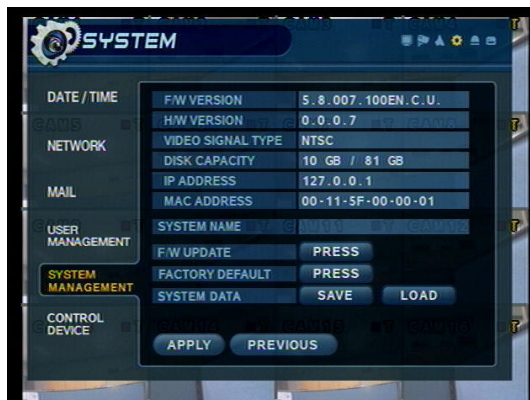 SYSTEM
DATE / TIME
NETWORK
MAIL
USER MANAGEMENT
SYSTEM MANAGEMENT
CONTROL DEVICE
F/W VERSION 5.8.007.100EN.C.U.
H/W VERSION 0.0.0.7
VIDEO SIGNAL TYPE NTSC
DISK CAPACITY 10 GB / 81 GB
IP ADDRESS 127.0.0.1
MAC ADDRESS 00-11-5F-00-00-01
SYSTEM NAME
F/W UPDATE PRESS
FACTORY DEFAULT PRESS
SYSTEM DATA SAVE LOAD
APPLY PREVIOUS